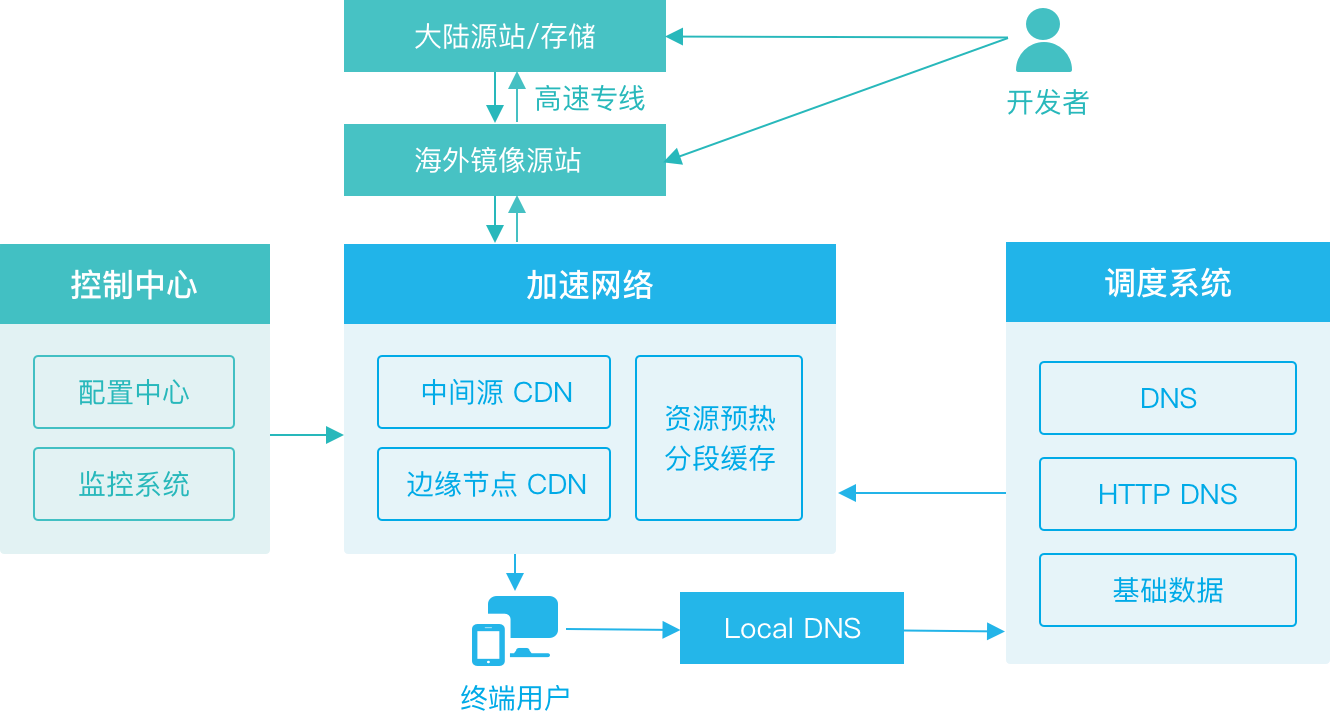 大陆源站/存储
高速专线
开发者
海外镜像源站
控制中心
配置中心
监控系统
加速网络
中间源 CDN
边缘节点 CDN
资源预热
分段缓存
调度系统
DNS
HTTP DNS
基础数据
Local DNS
终端用户